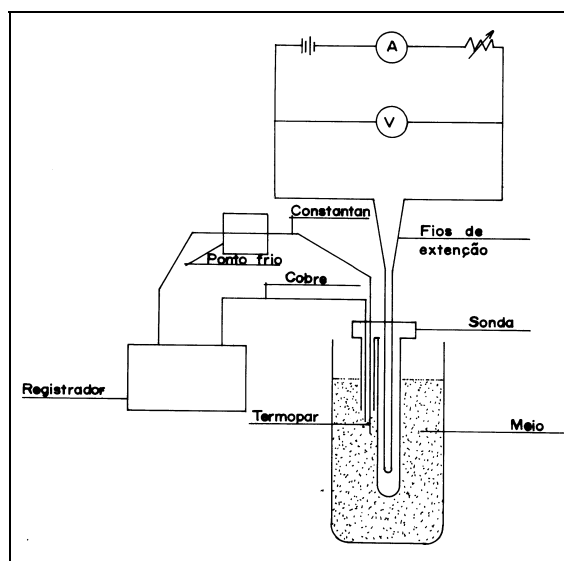 A
V
Constantan
Fios de
extenção
Ponto frio
Cobre
Sonda
Registrador
Termopar
Meio